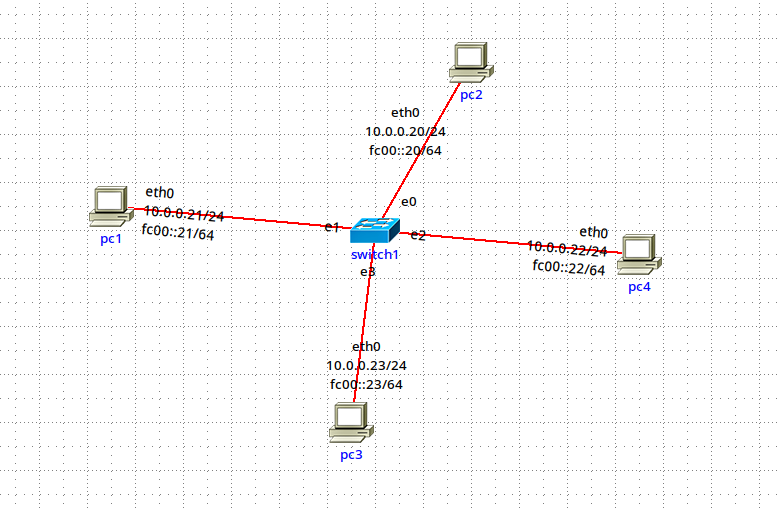 pc2
eth0
10.0.0.20/24
fc00::20/64
e0
eth0
10.0.0.21/24
fc00::21/64
pc1
e1
e2
switch1
e3
eth0
10.0.0.22/24
fc00::22/64
pc4
eth0
10.0.0.23/24
fc00::23/64
pc3